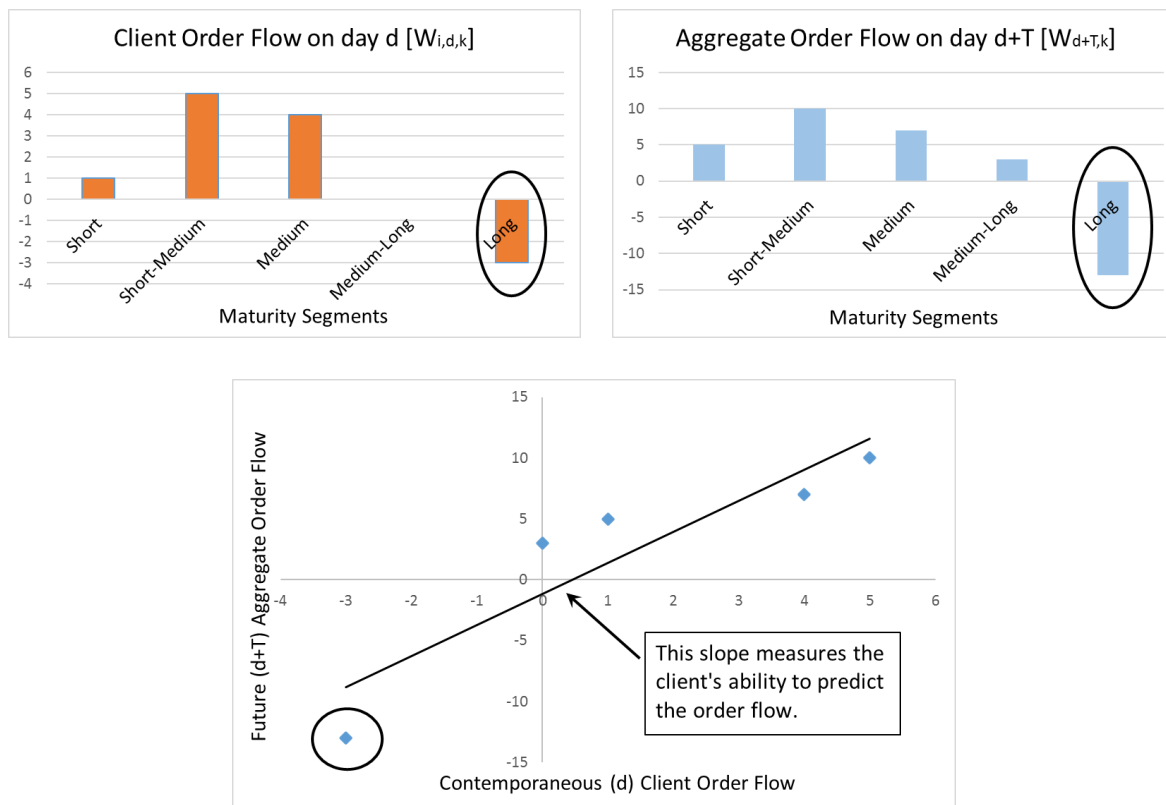 Client Order Flow on day d [Wi,d,k]
6
5
4
3
2
1
0
-1
-2
-3
-4
Short
Short-Medium
Medium
Medium-Long
Long
Maturity Segments
Aggregate Order Flow on day d+T [Wd+T,k]
15
10
5
0
-5
-10
-15
Short
Short-Medium
Medium
Medium-Long
Long
Maturity Segments
Future (d+T) Aggregate Order Flow
15
10
5
0
-5
-10
-15
-4
-3
-2
-1
0
1
2
3
4
5
6
This slope measures the
client's ability to predict
the order flow.
Contemporaneous (d) Client Order Flow